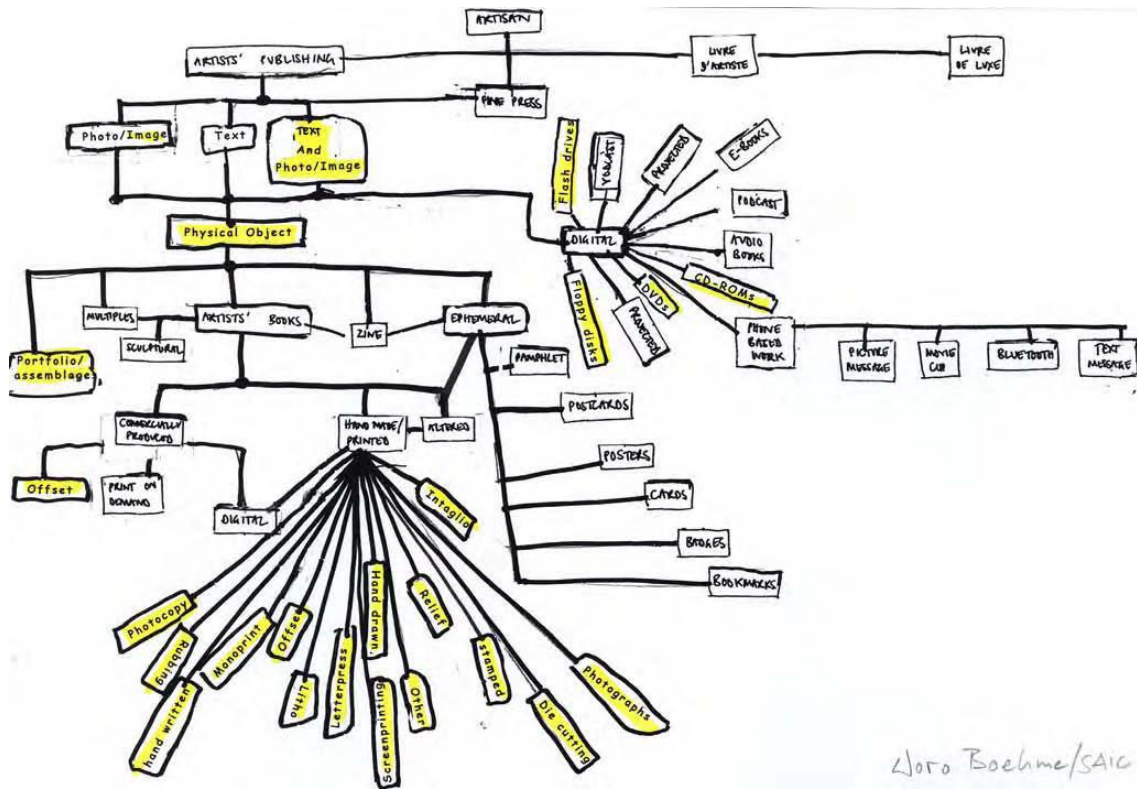 ARTISAN
ARTISTS' PUBLISHING
LIVRE
D'ARTISTE
LIVRE
DE LUXE
FINE PRESS
Photo/Image
Text
TEXT
And
Photo/Image
Flash drives
VODCAST
PROJECTED
E-BOOKS
PODCAST
DIGITAL
AUDIO
BOOKS
CD-ROMs
DVDs
PROJECTED
Floppy disks
PHONE
BASED
WORK
PICTURE
MESSAGE
MOVIE
CLIP
BLUETOOTH
TEXT
MESSAGE
Physical Object
MULTIPLES
ARTISTS' BOOKS
ZINE
EPHEMERAL
SCULPTURAL
Portfolio/
assemblage
PAMPHLET
POSTCARDS
POSTERS
CARDS
BADGES
BOOKMARKS
COMMERCIALLY
PRODUCED
HAND MADE/
PRINTED
ALTERED
Offset
PRINT ON
DEMAND
DIGITAL
Intaglio
Photocopy
Rubbing
hand written
Monoprint
Offset
Litho
Letterpress
Hand drawn.
Screenprinting
Other
Relief
stamped
Die cutting
Photographs
Boehme/SAIC